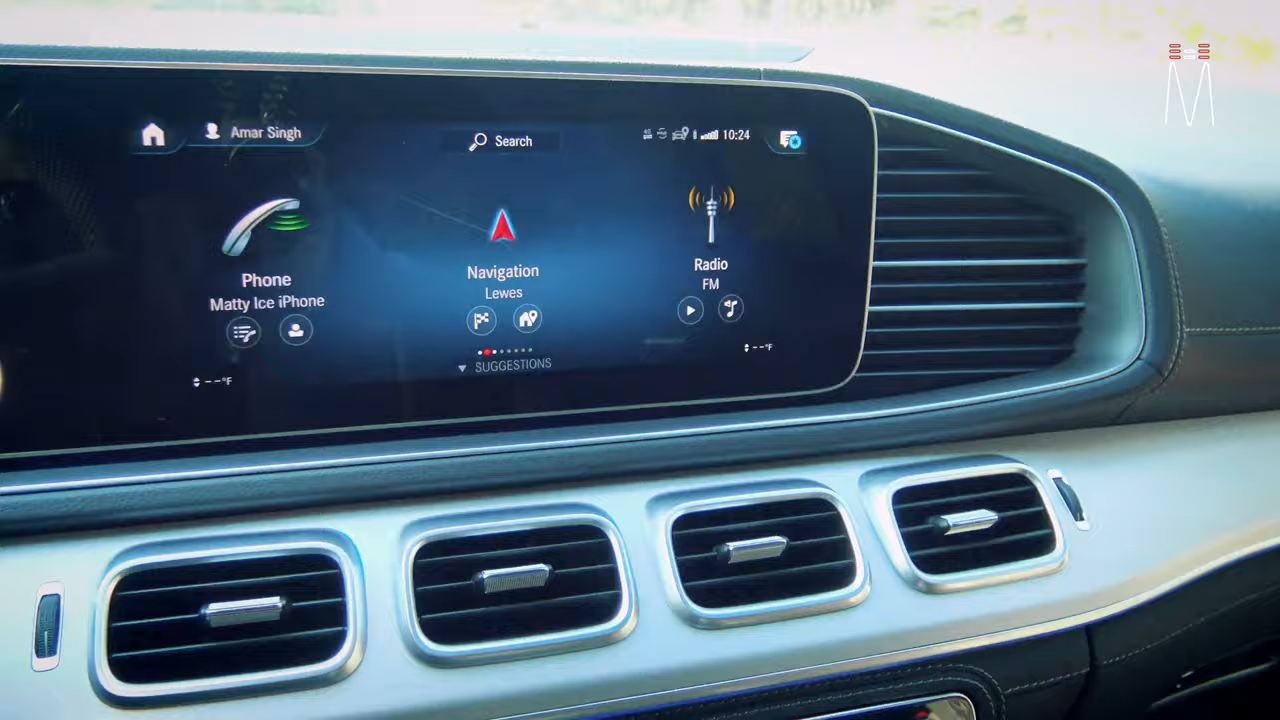 Amar Singh
Search
10:24
Phone
Matty Ice iPhone
Navigation
Lewes
Radio
FM
SUGGESTIONS
--°F
--°F